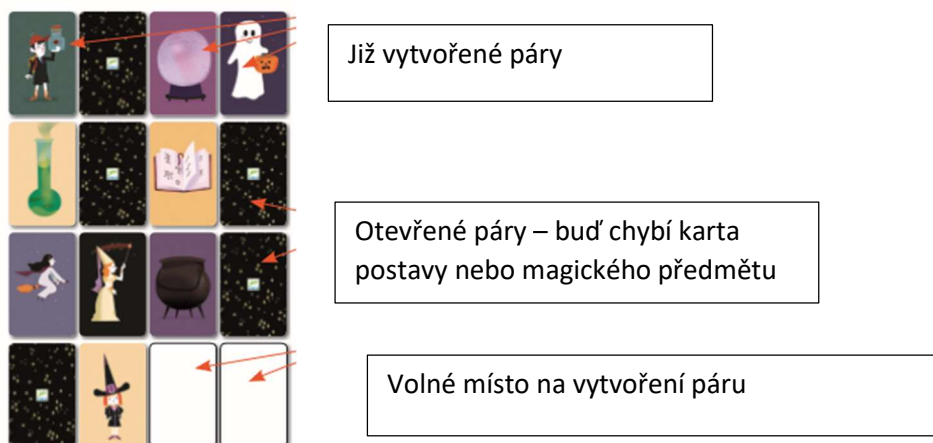 Již vytvořené páry
Otevřené páry – buď chybí karta
postavy nebo magického předmětu
Volné místo na vytvoření páru